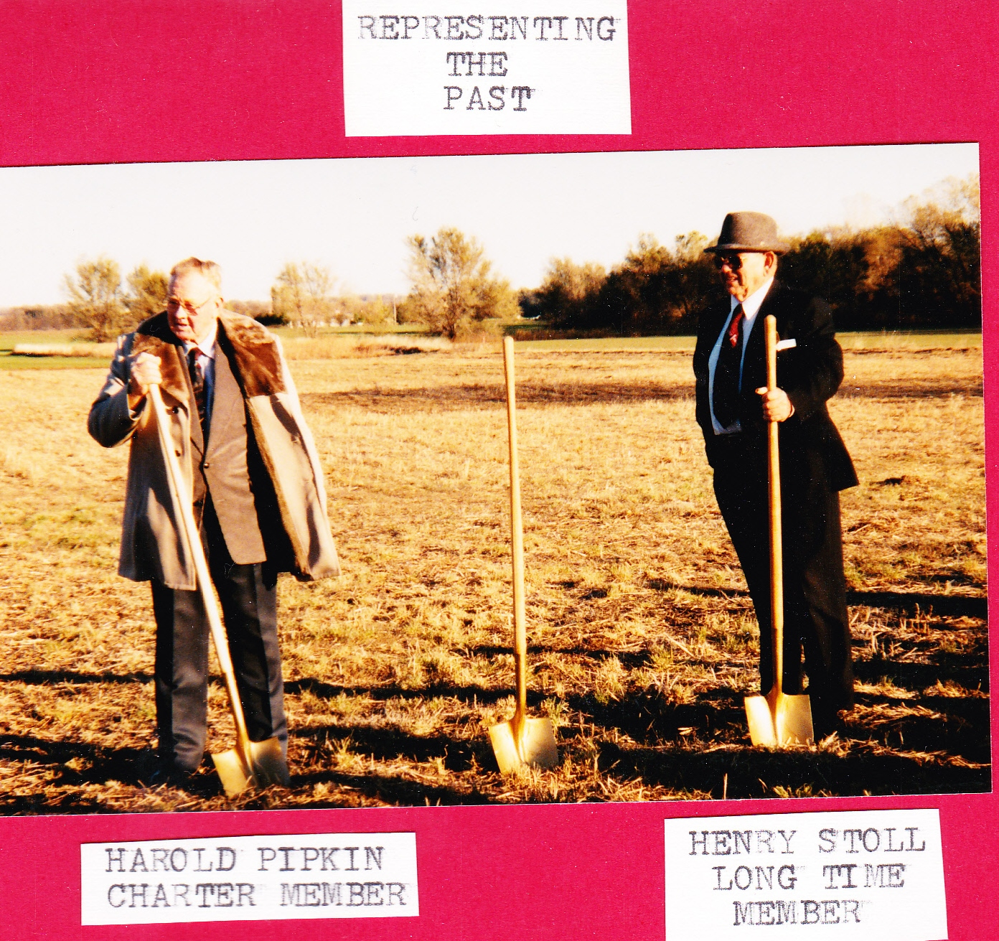 REPRESENTING
THE
PAST
HAROLD PIPKIN
CHARTER MEMBER
HENRY STOLL
LONG TIME
MEMBER